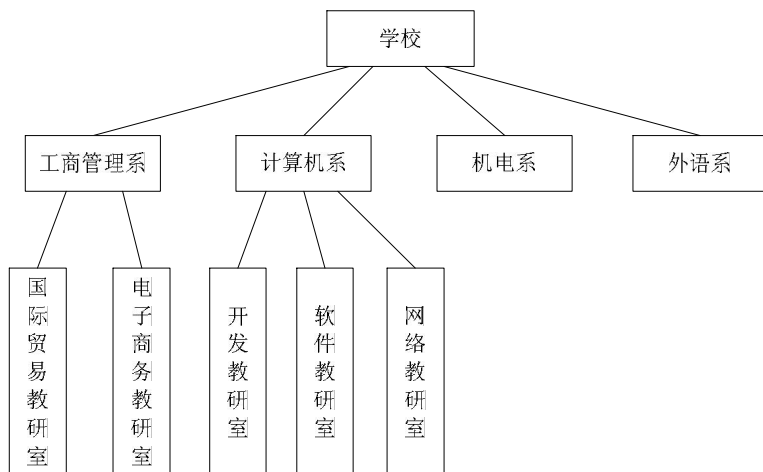 学校
工商管理系
计算机系
机电系
外语系
国际贸易教研室
电子商务教研室
开发教研室
软件教研室
网络教研室